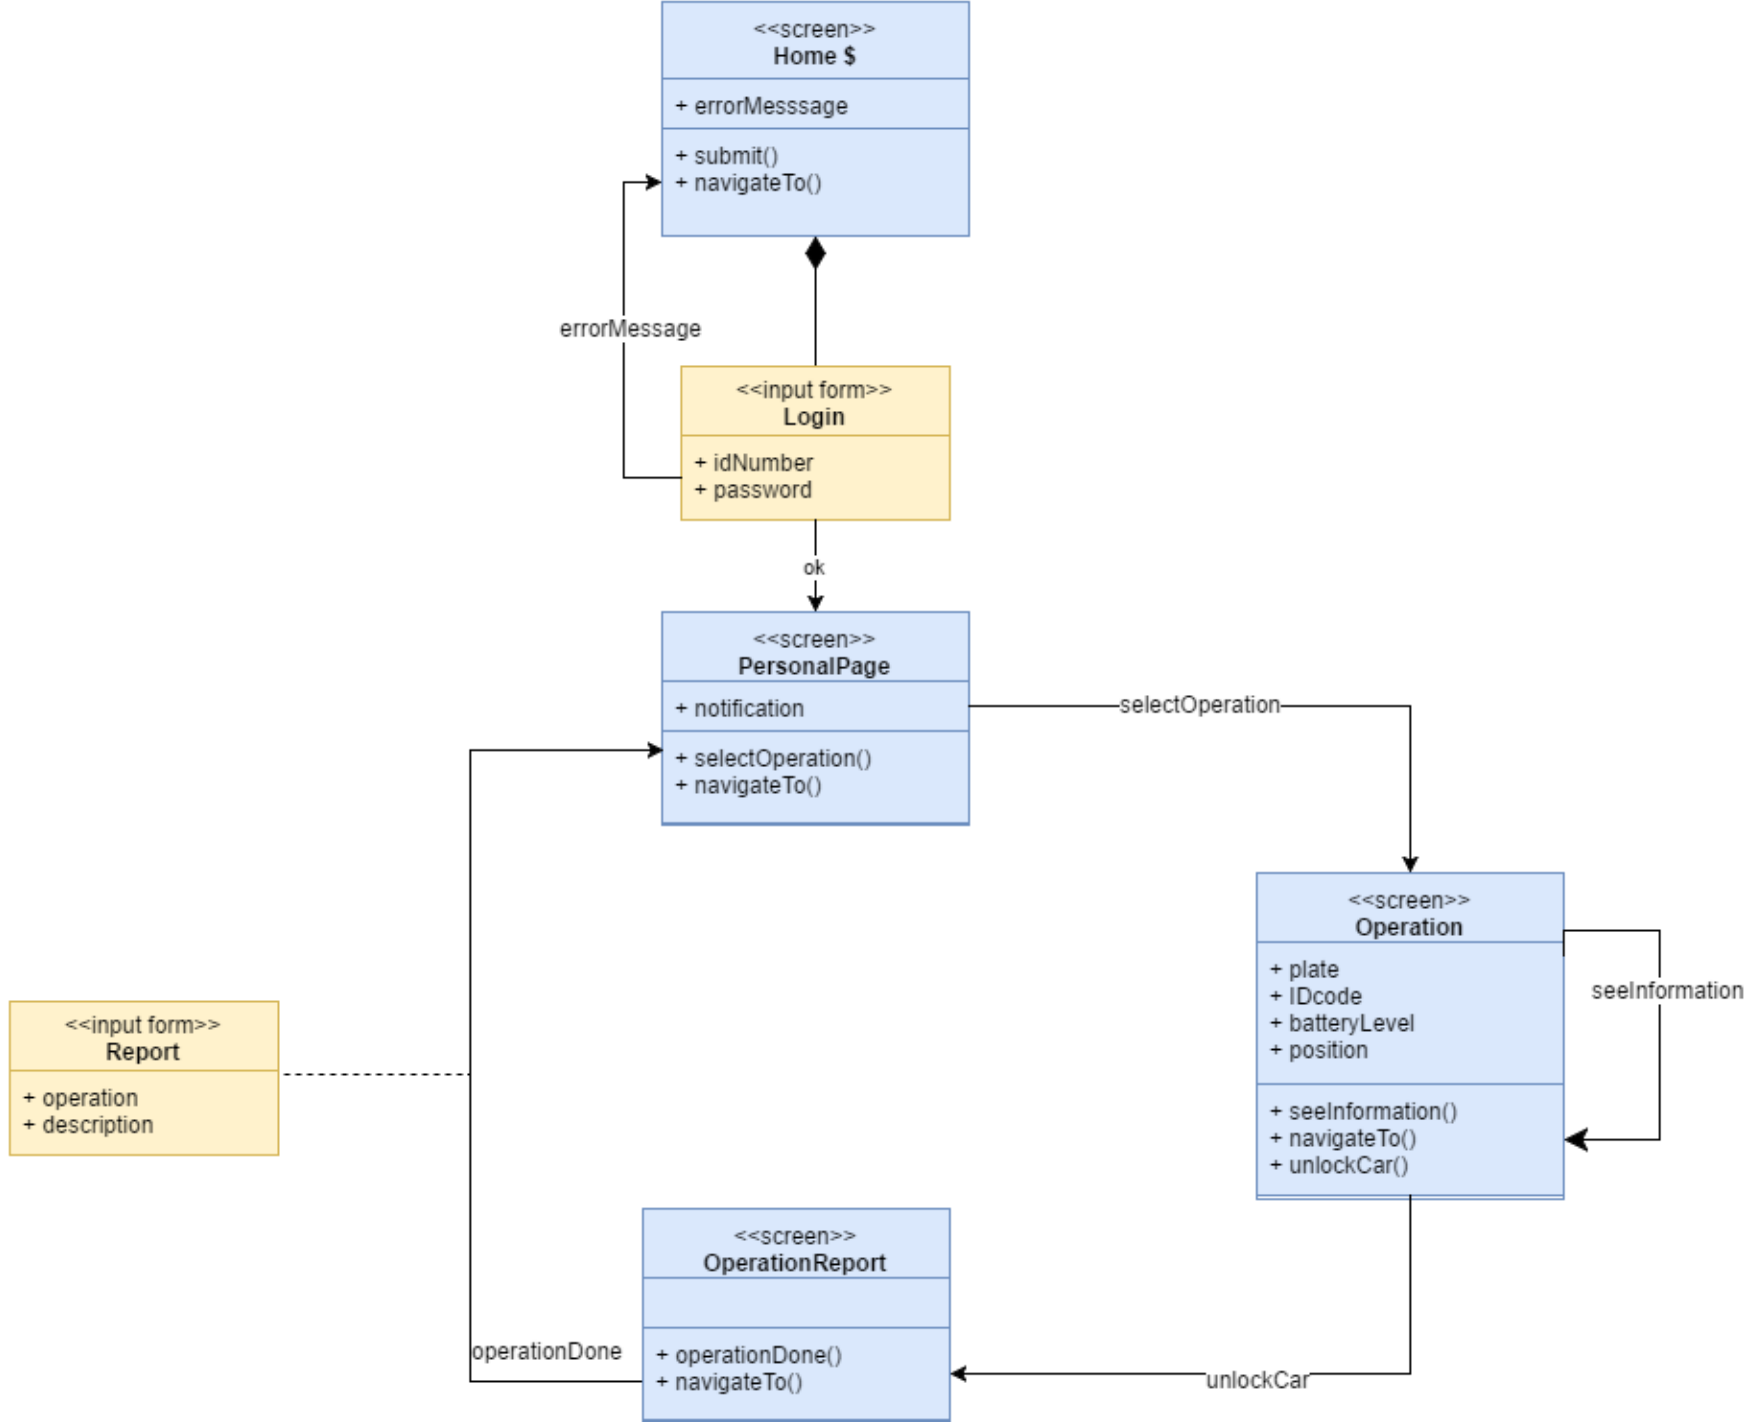 <<screen>>
Home $
+ errorMesssage
+ submit()
+ navigateTo()
errorMessage
<<input form>>
Login
+ idNumber
+ password
ok
<<screen>>
PersonalPage
+ notification
+ selectOperation()
+ navigateTo()
selectOperation
<<screen>>
Operation
+ plate
+ IDcode
+ batteryLevel
+ position
+ seeInformation()
+ navigateTo()
+ unlockCar()
seeInformation
<<input form>>
Report
+ operation
+ description
<<screen>>
OperationReport
+ operationDone()
+ navigateTo()
operationDone
unlockCar